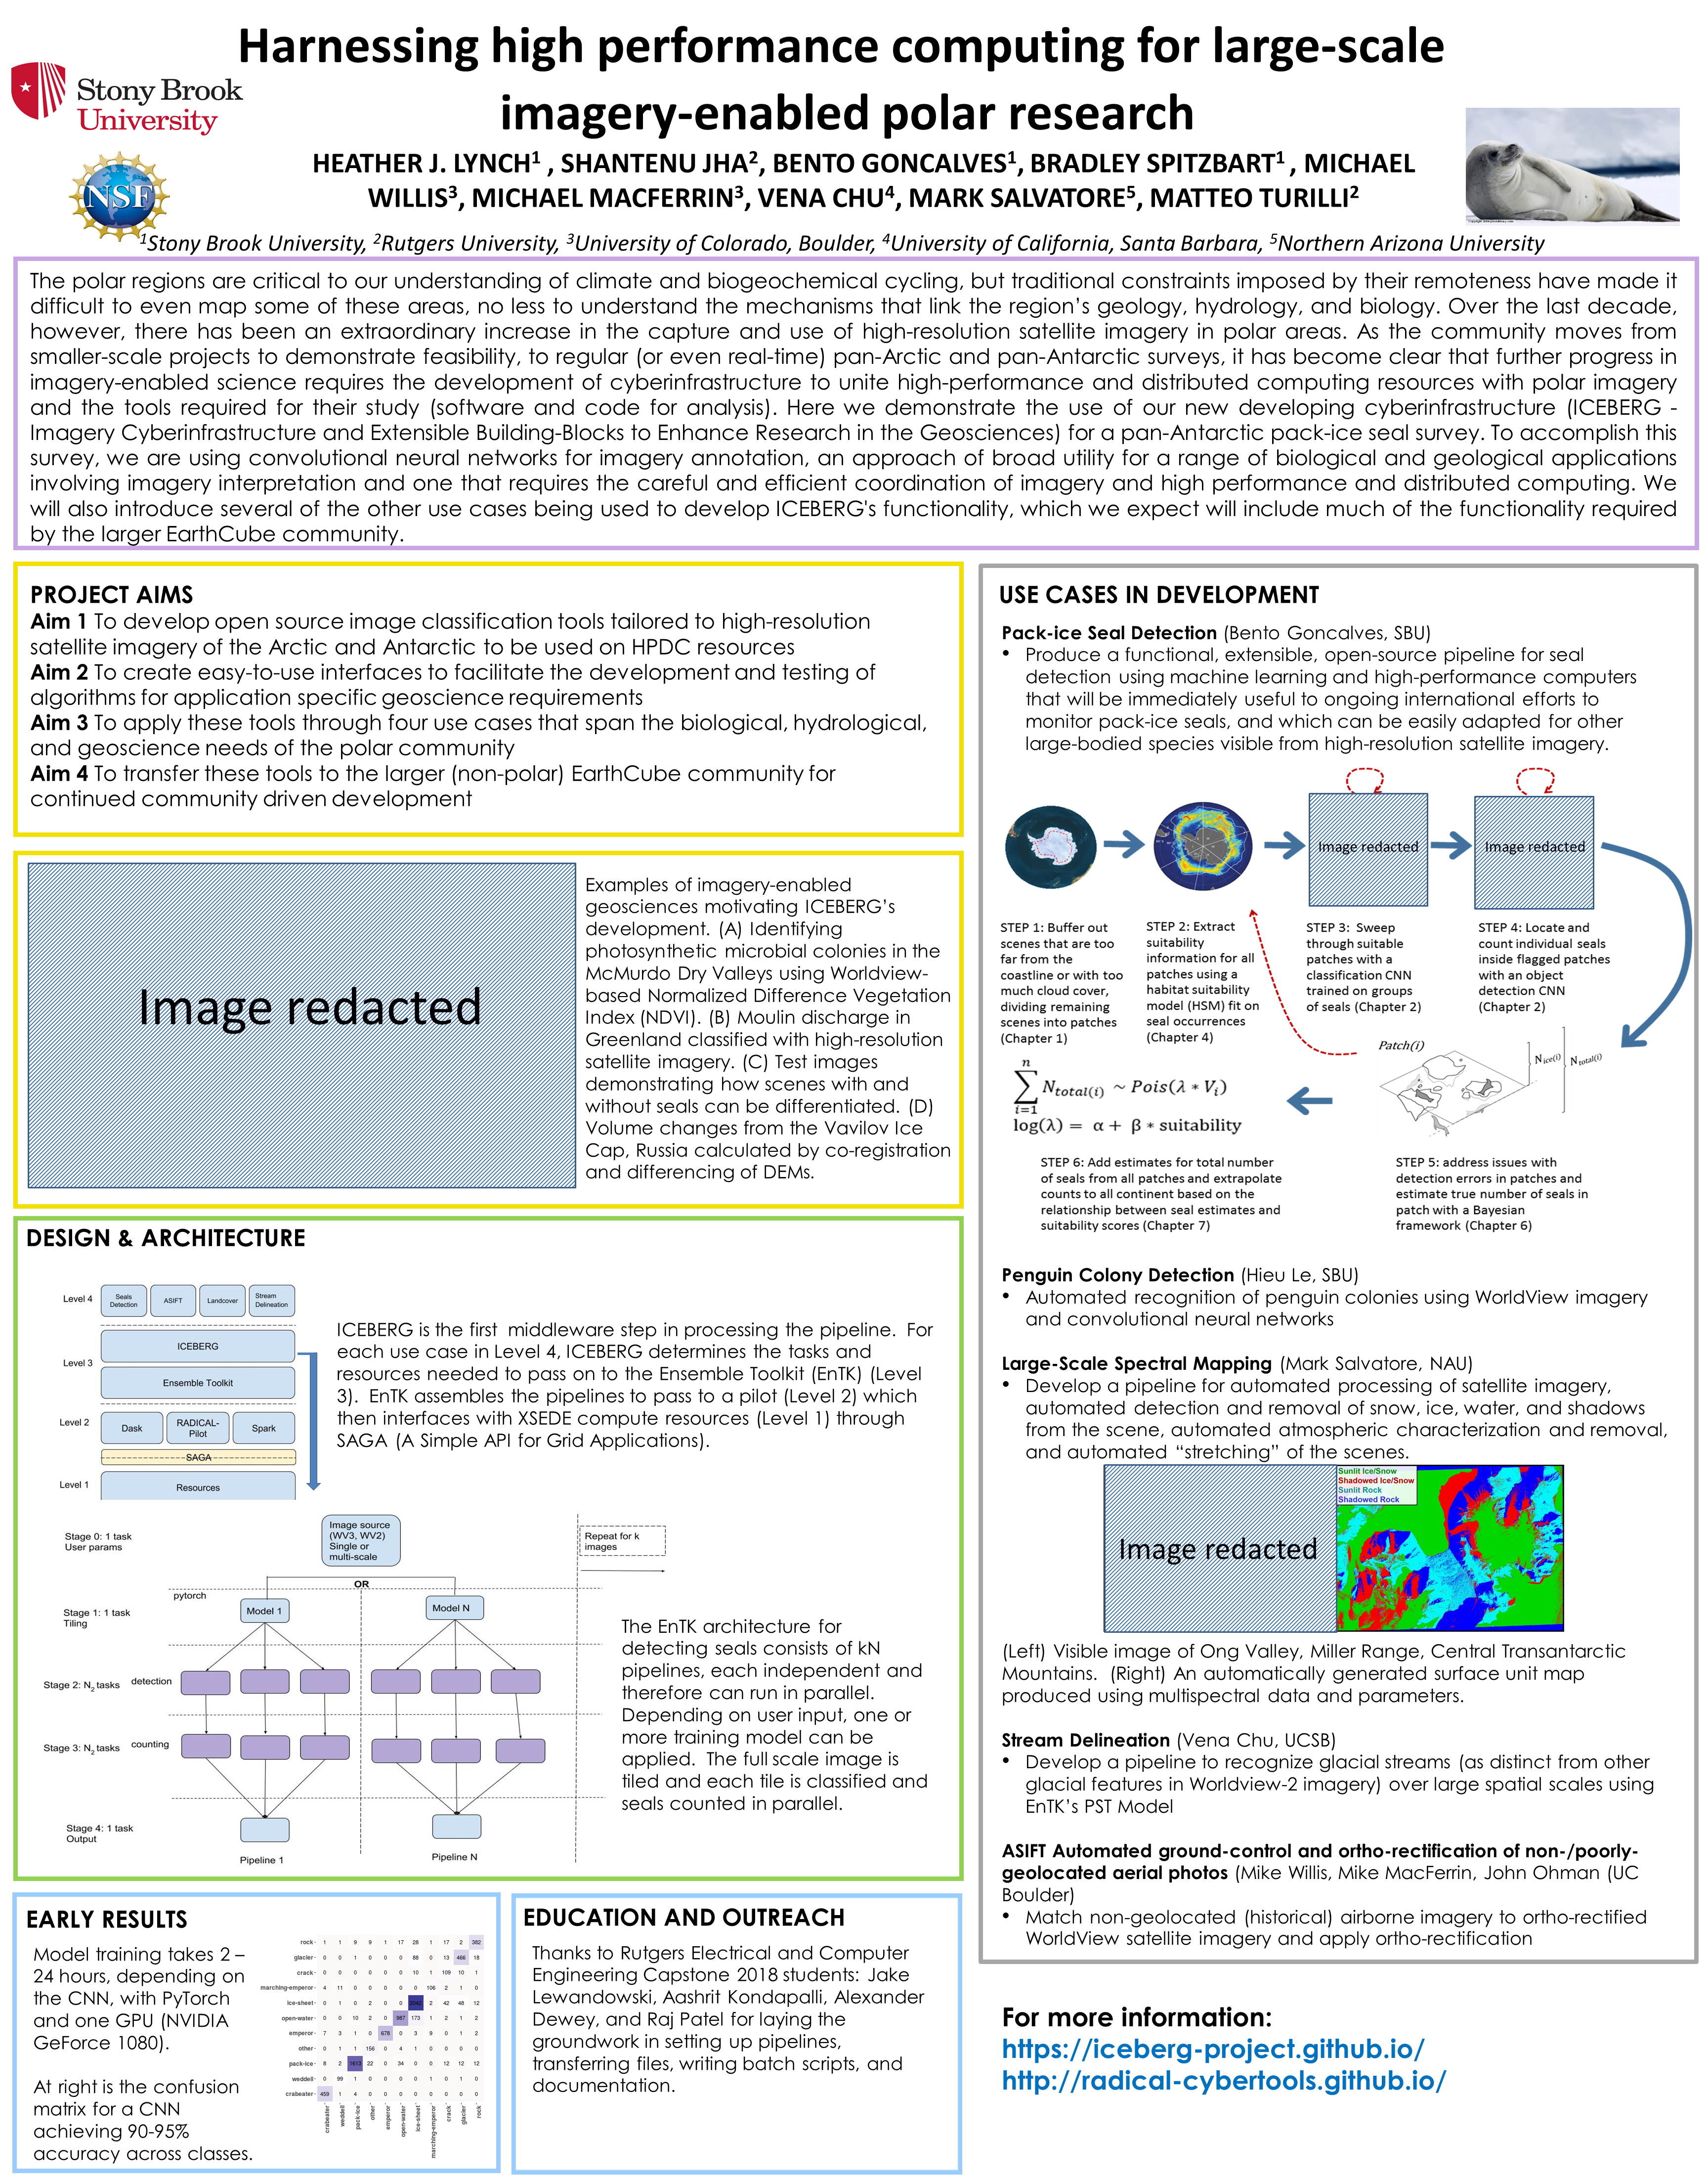 Harnessing high performance computing for large-scale
imagery-enabled polar research
Stony Brook
University
NSF
HEATHER J. LYNCH1 , SHANTENU JHA2, BENTO GONCALVES1, BRADLEY SPITZBART1 , MICHAEL
WILLIS3, MICHAEL MACFERRIN3, VENA CHU4, MARK SALVATORE5, MATTEO TURILLI2
1Stony Brook University, 2Rutgers University, 3University of Colorado, Boulder, 4University of California, Santa Barbara, 5Northern Arizona University
The polar regions are critical to our understanding of climate and biogeochemical cycling, but traditional constraints imposed by their remoteness have made it
difficult to even map some of these areas, no less to understand the mechanisms that link the region's geology, hydrology, and biology. Over the last decade,
however, there has been an extraordinary increase in the capture and use of high-resolution satellite imagery in polar areas. As the community moves from
smaller-scale projects to demonstrate feasibility, to regular (or even real-time) pan-Arctic and pan-Antarctic surveys, it has become clear that further progress in
imagery-enabled science requires the development of cyberinfrastructure to unite high-performance and distributed computing resources with polar imagery
and the tools required for their study (software and code for analysis). Here we demonstrate the use of our new developing cyberinfrastructure (ICEBERG -
Imagery Cyberinfrastructure and Extensible Building-Blocks to Enhance Research in the Geosciences) for a pan-Antarctic pack-ice seal survey. To accomplish this
survey, we are using convolutional neural networks for imagery annotation, an approach of broad utility for a range of biological and geological applications
involving imagery interpretation and one that requires the careful and efficient coordination of imagery and high performance and distributed computing. We
will also introduce several of the other use cases being used to develop ICEBERG's functionality, which we expect will include much of the functionality required
by the larger EarthCube community.
PROJECT AIMS
Aim 1 To develop open source image classification tools tailored to high-resolution
satellite imagery of the Arctic and Antarctic to be used on HPDC resources
Aim 2 To create easy-to-use interfaces to facilitate the development and testing of
algorithms for application specific geoscience requirements
Aim 3 To apply these tools through four use cases that span the biological, hydrological,
and geoscience needs of the polar community
Aim 4 To transfer these tools to the larger (non-polar) EarthCube community for
continued community driven development
Image redacted
Examples of imagery-enabled
geosciences motivating ICEBERG's
development. (A) Identifying
photosynthetic microbial colonies in the
McMurdo Dry Valleys using Worldview-
based Normalized Difference Vegetation
Index (NDVI). (B) Moulin discharge in
Greenland classified with high-resolution
satellite imagery. (C) Test images
demonstrating how scenes with and
without seals can be differentiated. (D)
Volume changes from the Vavilov Ice
Cap, Russia calculated by co-registration
and differencing of DEMs.
DESIGN & ARCHITECTURE
Level 4
Seals Detection
ASIFT
Landcover
Stream Delineation
Level 3
ICEBERG
Ensemble Toolkit
Level 2
Dask
RADICAL-Pilot
Spark
SAGA
Level 1
Resources
ICEBERG is the first middleware step in processing the pipeline. For
each use case in Level 4, ICEBERG determines the tasks and
resources needed to pass on to the Ensemble Toolkit (EnTK) (Level
3). EnTK assembles the pipelines to pass to a pilot (Level 2) which
then interfaces with XSEDE compute resources (Level 1) through
SAGA (A Simple API for Grid Applications).
Stage 0: 1 task
User params
Image source
(WV3, WV2)
Single or
multi-scale
Repeat for k
images
OR
pytorch
Stage 1: 1 task
Tiling
Model 1
Model N
Stage 2: N2 tasks
detection
Stage 3: N2 tasks
counting
Stage 4: 1 task
Output
Pipeline 1
Pipeline N
The EnTK architecture for
detecting seals consists of kN
pipelines, each independent and
therefore can run in parallel.
Depending on user input, one or
more training model can be
applied. The full scale image is
tiled and each tile is classified and
seals counted in parallel.
EARLY RESULTS
Model training takes 2 –
24 hours, depending on
the CNN, with PyTorch
and one GPU (NVIDIA
GeForce 1080).
At right is the confusion
matrix for a CNN
achieving 90-95%
accuracy across classes.
rock 1 1 9 9 1 17 28 1 17 2 382
glacier 0 0 1 0 0 0 88 0 13 466 18
crack 0 0 0 0 0 0 10 1 109 10 1
marching-emperor 4 11 0 0 0 0 0 106 2 1 0
ice-sheet 0 1 0 2 0 0 2 42 48 12
open-water 0 0 10 2 0 987 173 1 2 1 2
emperor 7 3 1 0 678 0 3 9 0 1 2
other 0 1 1 156 0 4 1 0 0 0 0
pack-ice 8 2 1613 22 0 34 0 0 12 12 12
weddell 0 99 1 0 0 0 0 1 0 1 0
crabeater 459 1 4 0 0 0 0 0 0 0 0
crabeater weddell pack-ice other emperor open-water ice-sheet marching-emperor crack glacier rock
EDUCATION AND OUTREACH
Thanks to Rutgers Electrical and Computer
Engineering Capstone 2018 students: Jake
Lewandowski, Aashrit Kondapalli, Alexander
Dewey, and Raj Patel for laying the
groundwork in setting up pipelines,
transferring files, writing batch scripts, and
documentation.
USE CASES IN DEVELOPMENT
Pack-ice Seal Detection (Bento Goncalves, SBU)
• Produce a functional, extensible, open-source pipeline for seal
detection using machine learning and high-performance computers
that will be immediately useful to ongoing international efforts to
monitor pack-ice seals, and which can be easily adapted for other
large-bodied species visible from high-resolution satellite imagery.
Image redacted
Image redacted
STEP 1: Buffer out
scenes that are too
far from the
coastline or with too
much cloud cover,
dividing remaining
scenes into patches
(Chapter 1)
STEP 2: Extract
suitability
information for all
patches using a
habitat suitability
model (HSM) fit on
seal occurrences
(Chapter 4)
STEP 3: Sweep
through suitable
patches with a
classification CNN
trained on groups
of seals (Chapter 2)
STEP 4: Locate and
count individual seals
inside flagged patches
with an object
detection CNN
(Chapter 2)
Patch(i)
Nice(i)
Ntotal(i)
n ∑ i=1 Ntotal(i) ~ Pois(λ * Vi)
log(λ) = α + β * suitability
STEP 6: Add estimates for total number
of seals from all patches and extrapolate
counts to all continent based on the
relationship between seal estimates and
suitability scores (Chapter 7)
STEP 5: address issues with
detection errors in patches and
estimate true number of seals in
patch with a Bayesian
framework (Chapter 6)
Penguin Colony Detection (Hieu Le, SBU)
• Automated recognition of penguin colonies using WorldView imagery
and convolutional neural networks
Large-Scale Spectral Mapping (Mark Salvatore, NAU)
• Develop a pipeline for automated processing of satellite imagery,
automated detection and removal of snow, ice, water, and shadows
from the scene, automated atmospheric characterization and removal,
and automated “stretching” of the scenes.
Image redacted
Sunlit Ice/Snow
Shadowed Ice/Snow
Sunlit Rock
Shadowed Rock
(Left) Visible image of Ong Valley, Miller Range, Central Transantarctic
Mountains. (Right) An automatically generated surface unit map
produced using multispectral data and parameters.
Stream Delineation (Vena Chu, UCSB)
• Develop a pipeline to recognize glacial streams (as distinct from other
glacial features in Worldview-2 imagery) over large spatial scales using
EnTK's PST Model
ASIFT Automated ground-control and ortho-rectification of non-/poorly-
geolocated aerial photos (Mike Willis, Mike MacFerrin, John Ohman (UC
Boulder)
• Match non-geolocated (historical) airborne imagery to ortho-rectified
WorldView satellite imagery and apply ortho-rectification
For more information:
https://iceberg-project.github.io/
http://radical-cybertools.github.io/